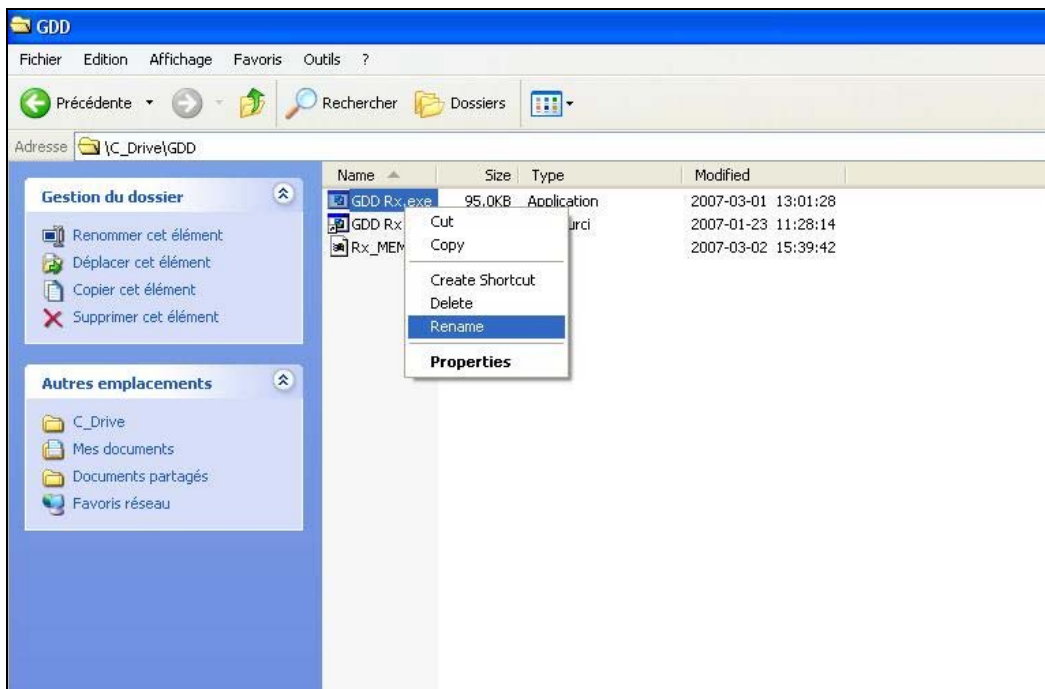 GDD
Fichier Edition Affichage Favoris Outils ?
Précédente Rechercher Dossiers
Adresse \C_Drive\GDD
Name Size Type Modified
Gestion du dossier
Renommer cet élément
Déplacer cet élément
Copier cet élément
Supprimer cet élément
Autres emplacements
C_Drive
Mes documents
Documents partagés
Favoris réseau
GDD Rx.exe 95.0KB Application 2007-03-01 13:01:28
GDD Rx urci 2007-01-23 11:28:14
Rx_MEM 2007-03-02 15:39:42
Cut
Copy
Create Shortcut
Delete
Rename
Properties